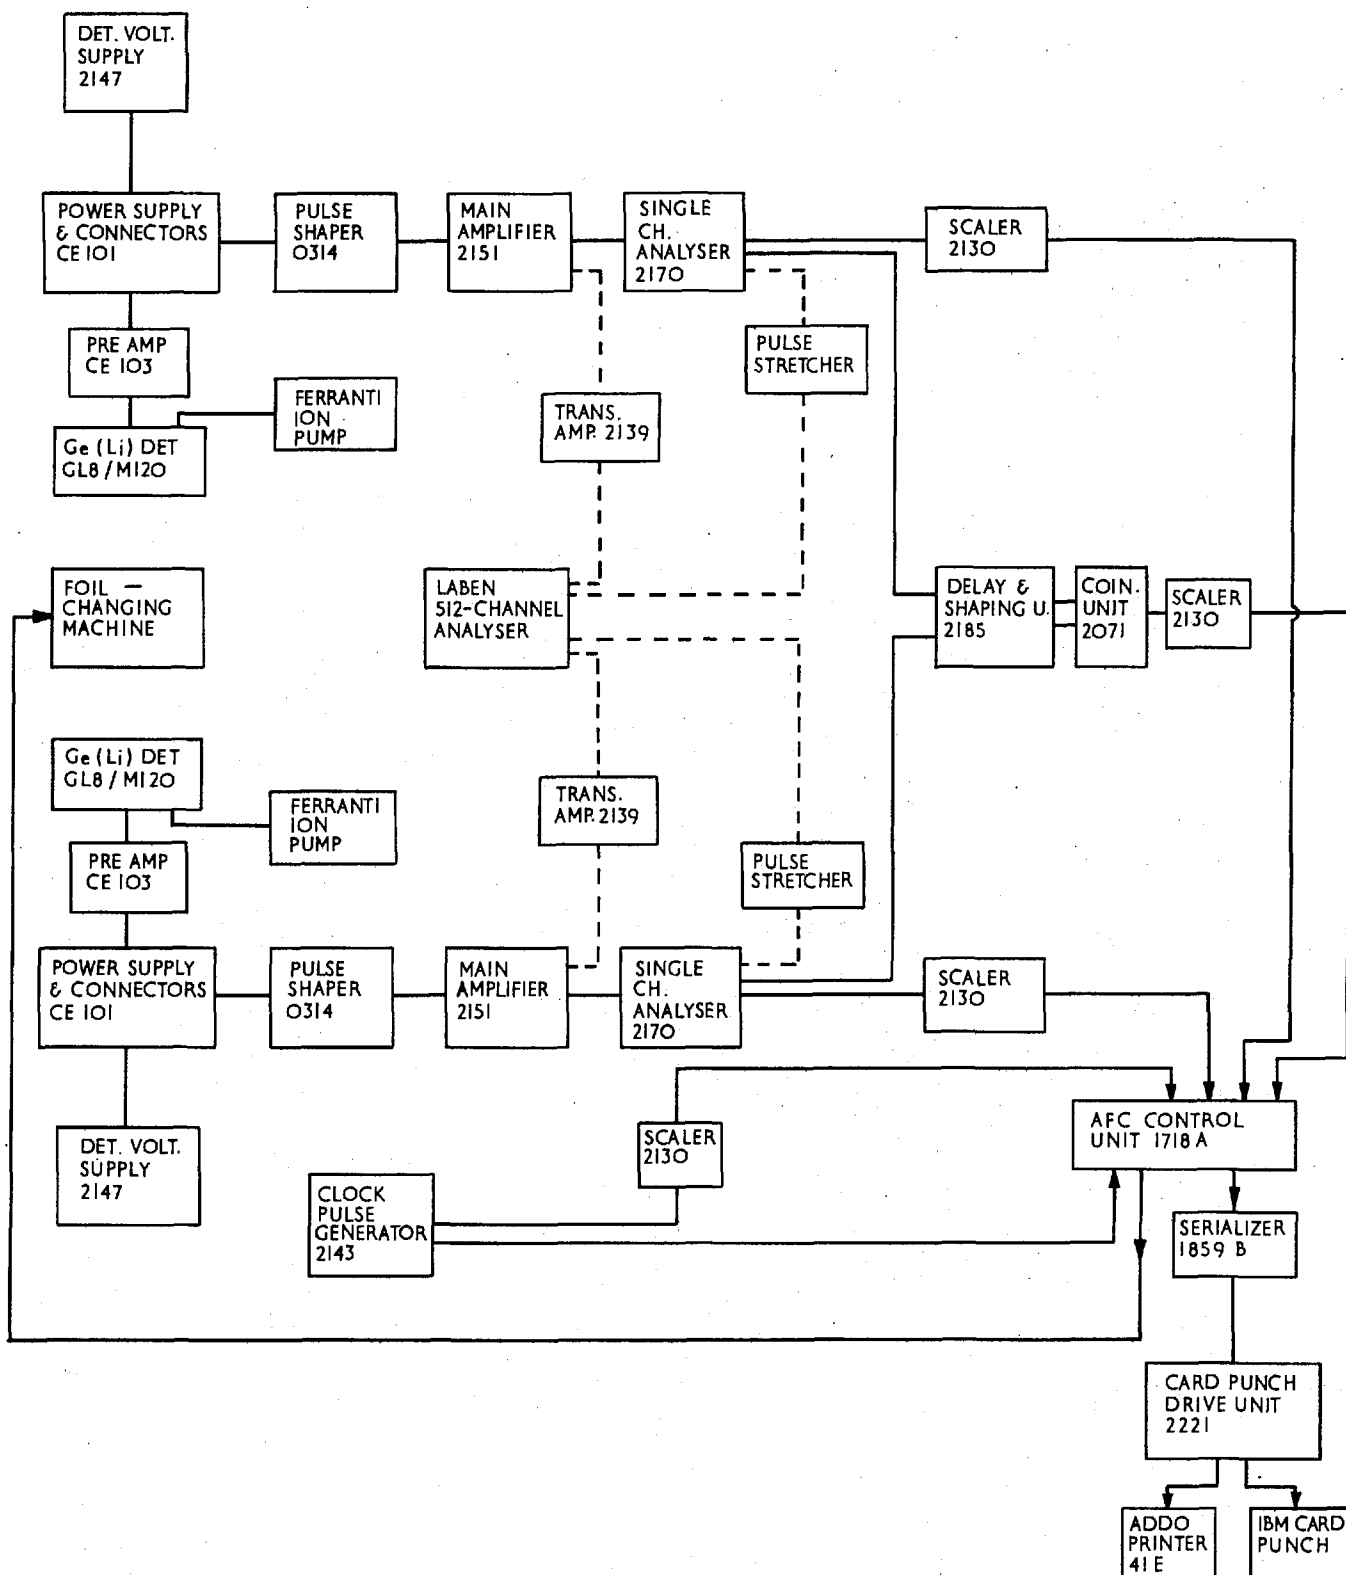 DET. VOLT.
SUPPLY
2147
POWER SUPPLY
& CONNECTORS
CE 101
PULSE
SHAPER
0314
MAIN
AMPLIFIER
2151
SINGLE
CH.
ANALYSER
2170
SCALER
2130
PRE AMP
CE 103
PULSE
STRETCHER
FERRANTI
ION
PUMP
TRANS.
AMP. 2139
Ge (Li) DET
GL8 / M120
FOIL —
CHANGING
MACHINE
LABEN
512-CHANNEL
ANALYSER
DELAY &
SHAPING U.
2185
COIN.
UNIT
2071
SCALER
2130
Ge (Li) DET
GL8 / M120
FERRANTI
ION
PUMP
TRANS.
AMP. 2139
PRE AMP
CE 103
PULSE
STRETCHER
POWER SUPPLY
& CONNECTORS
CE 101
PULSE
SHAPER
0314
MAIN
AMPLIFIER
2151
SINGLE
CH.
ANALYSER
2170
SCALER
2130
DET. VOLT.
SUPPLY
2147
SCALER
2130
AFC CONTROL
UNIT 1718 A
CLOCK
PULSE
GENERATOR
2143
SERIALIZER
1859 B
CARD PUNCH
DRIVE UNIT
2221
ADDO
PRINTER
41 E
IBM CARD
PUNCH